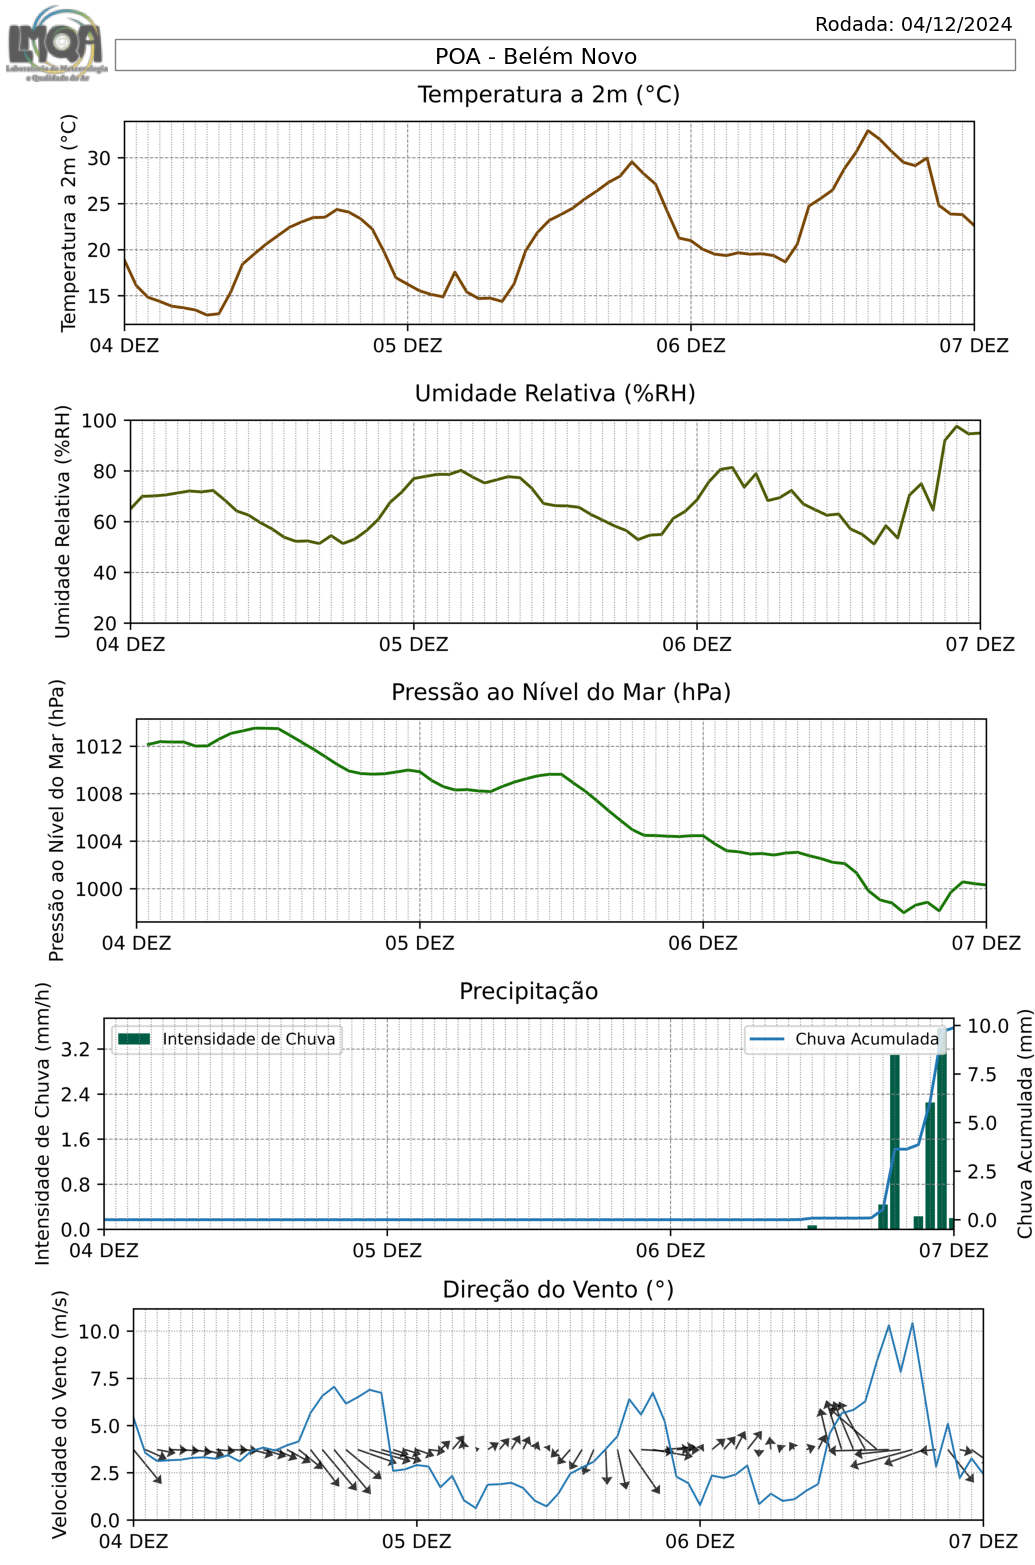 LMQA
Laboratório de Meteorologia
e Qualidade do Ar
Rodada: 04/12/2024
POA - Belém Novo
Temperatura a 2m (°C)
Temperatura a 2m (°C)
30
25
20
15
04 DEZ 05 DEZ 06 DEZ 07 DEZ
Umidade Relativa (%RH)
Umidade Relativa (%RH)
100
80
60
40
20
04 DEZ 05 DEZ 06 DEZ 07 DEZ
Pressão ao Nível do Mar (hPa)
Pressão ao Nível do Mar (hPa)
1012
1008
1004
1000
04 DEZ 05 DEZ 06 DEZ 07 DEZ
Precipitação
Intensidade de Chuva (mm/h)
3.2
2.4
1.6
0.8
0.0
Intensidade de Chuva
Chuva Acumulada
10.0
7.5
5.0
2.5
0.0
Chuva Acumulada (mm)
04 DEZ 05 DEZ 06 DEZ 07 DEZ
Direção do Vento (°)
Velocidade do Vento (m/s)
10.0
7.5
5.0
2.5
0.0
04 DEZ 05 DEZ 06 DEZ 07 DEZ